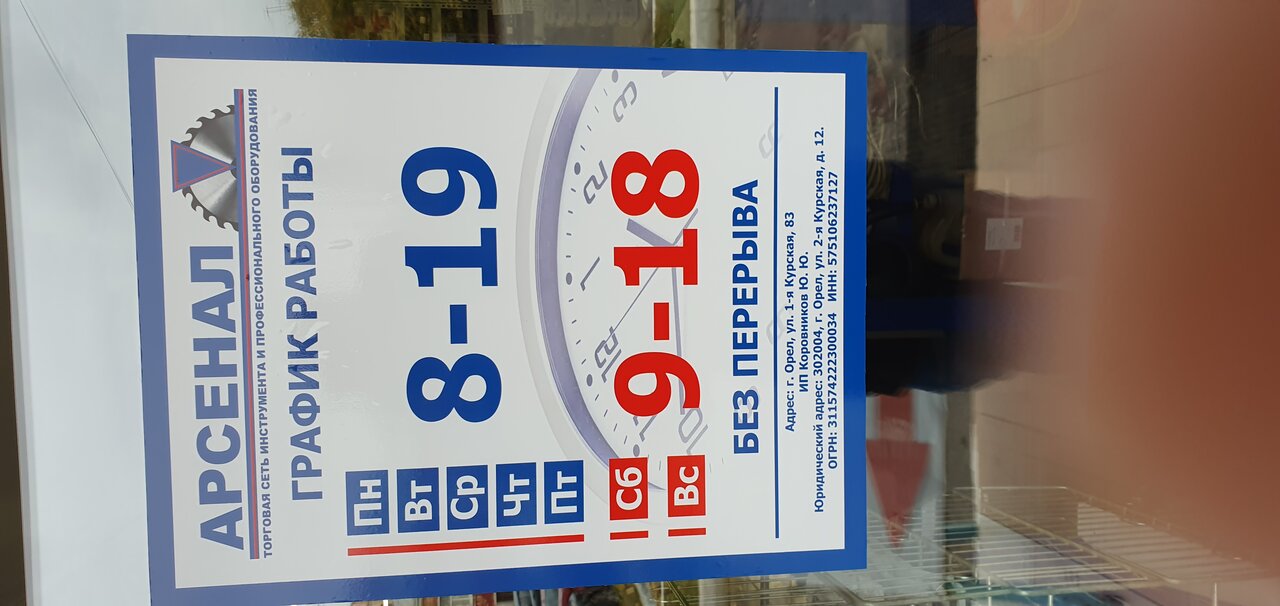 АРСЕНАЛ
ТОРГОВАЯ СЕТЬ ИНСТРУМЕНТА И ПРОФЕССИОНАЛЬНОГО ОБОРУДОВАНИЯ
ГРАФИК РАБОТЫ
Пн
Вт
Ср
Чт
Пт
8-19
Сб
Вс
9-18
БЕЗ ПЕРЕРЫВА
Адрес: г. Орел, ул. 1-я Курская, 83
ИП Коровников Ю. Ю.
Юридический адрес: 302004, г. Орел, ул. 2-я Курская, д. 12.
ОГРН: 311574222300034 ИНН: 575106237127